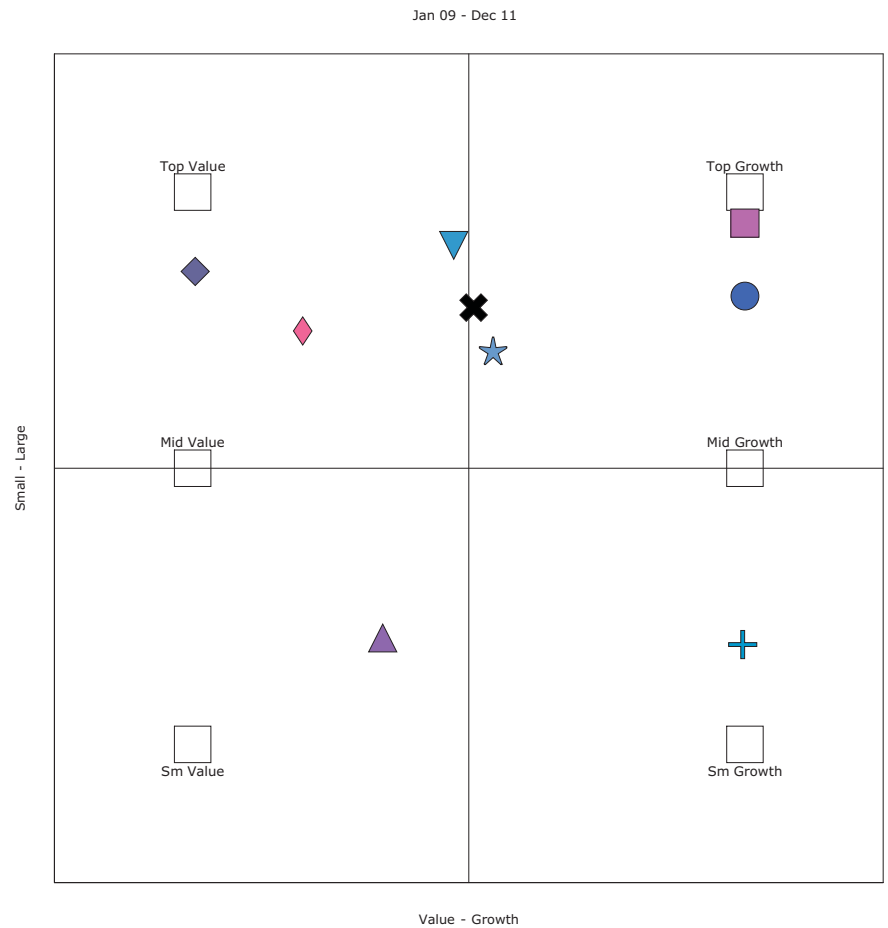 Jan 09 - Dec 11
Top Value
Top Growth
Mid Value
Mid Growth
Small - Large
Sm Value
Sm Growth
Value - Growth